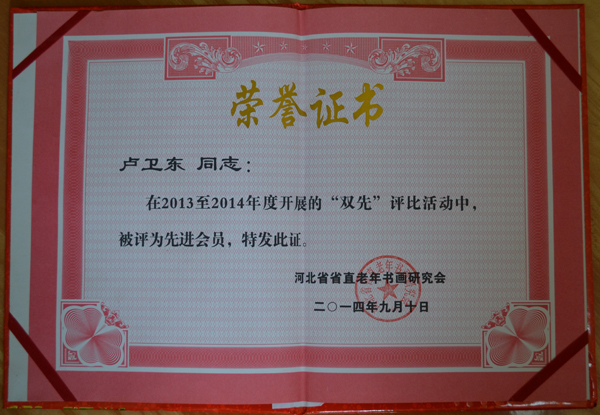 荣誉证书
卢卫东 同志：
在2013至2014年度开展的“双先”评比活动中，
被评为先进会员，特发此证。
河北省省直老年书画研究会
二〇一四年九月十日